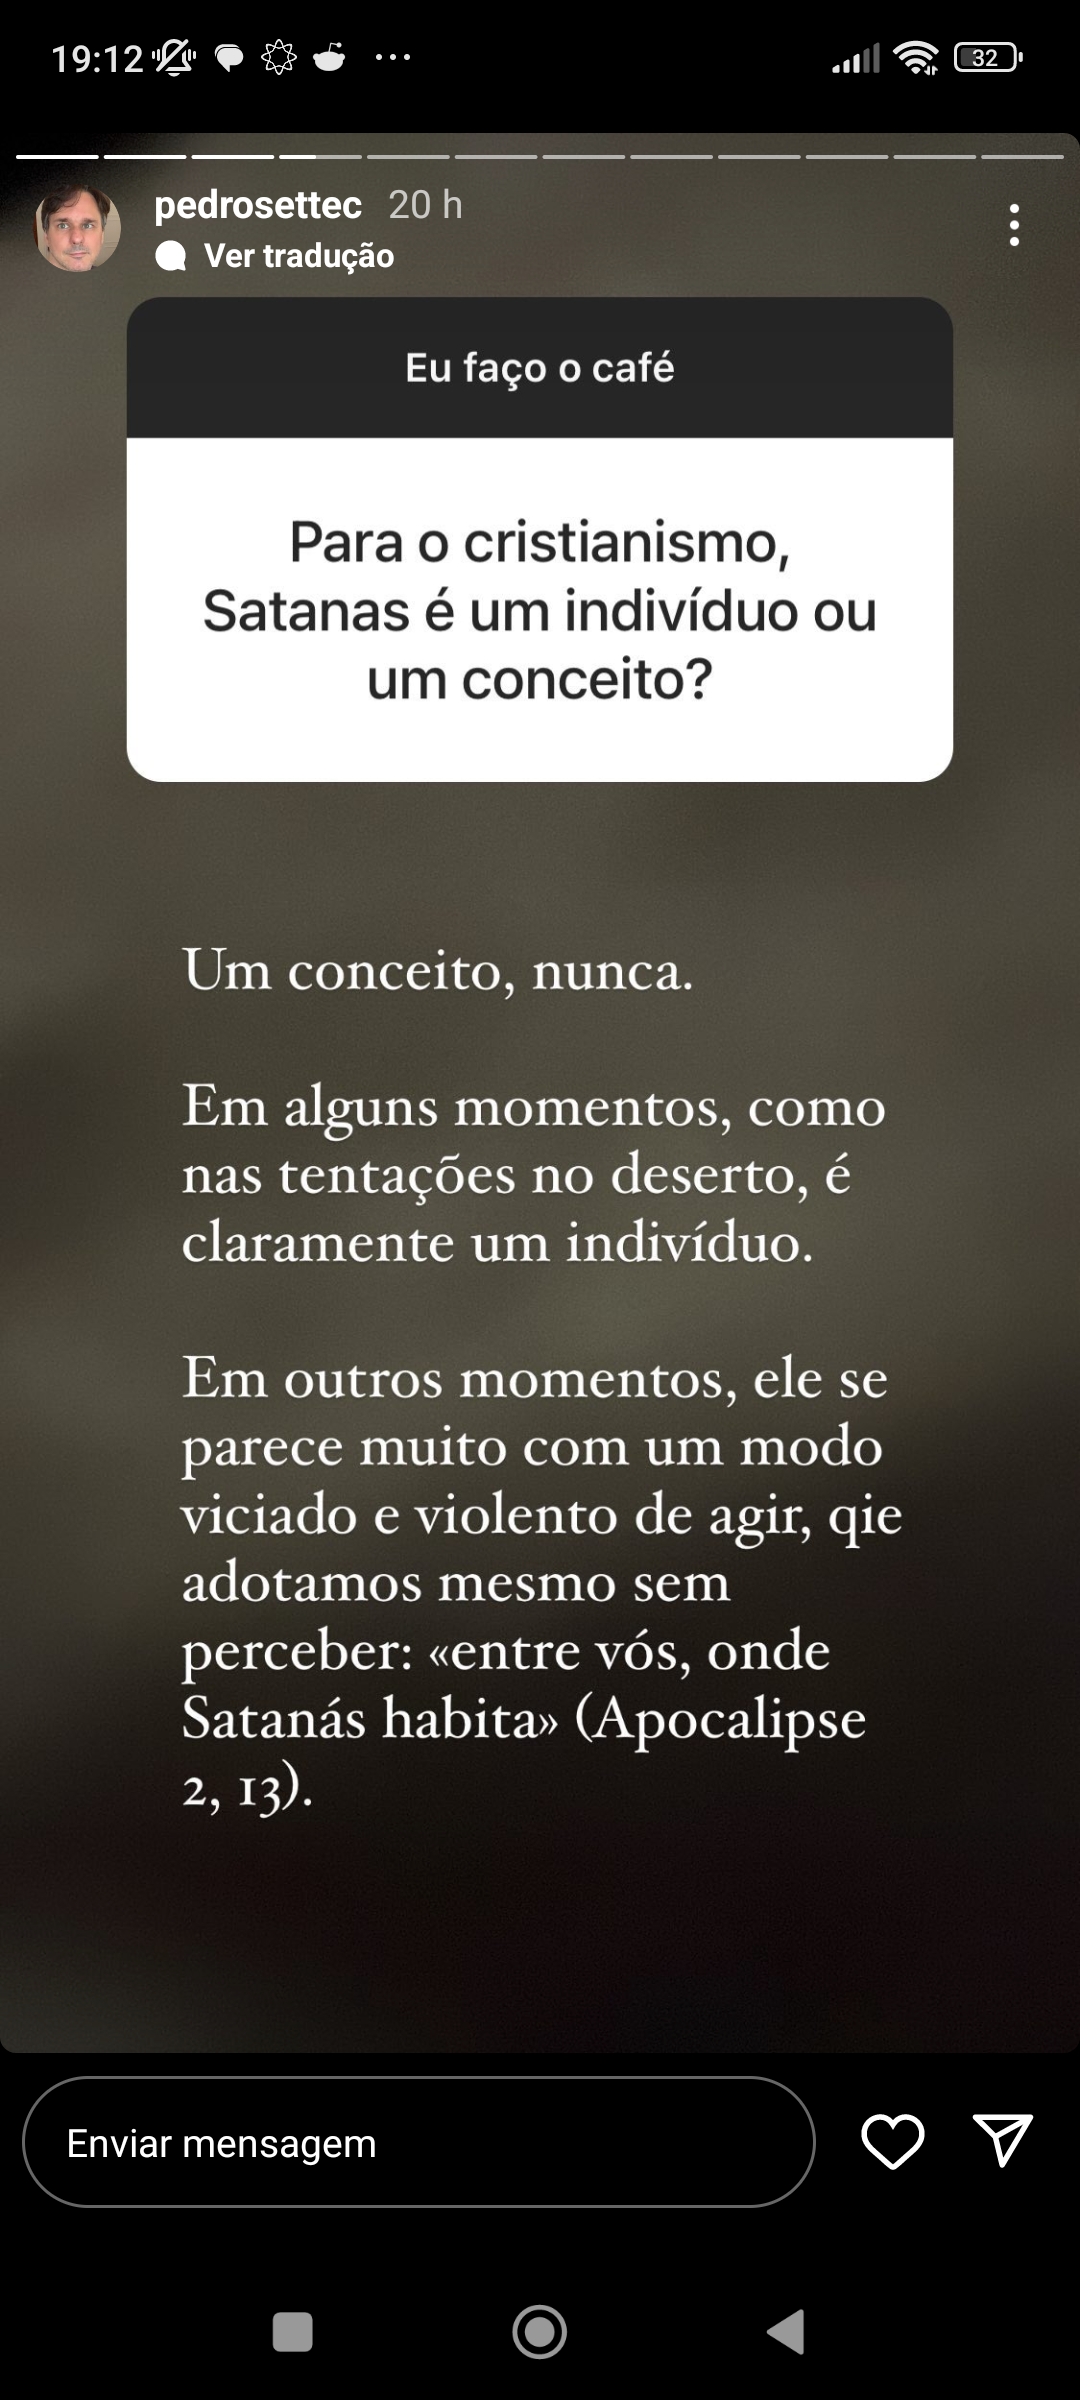 19:12
32
pedrosettec 20 h
Ver tradução
Eu faço o café
Para o cristianismo,
Satanas é um indivíduo ou
um conceito?
Um conceito, nunca.
Em alguns momentos, como
nas tentações no deserto, é
claramente um indivíduo.
Em outros momentos, ele se
parece muito com um modo
viciado e violento de agir, qie
adotamos mesmo sem
perceber: «entre vós, onde
Satanás habita» (Apocalipse
2, 13).
Enviar mensagem